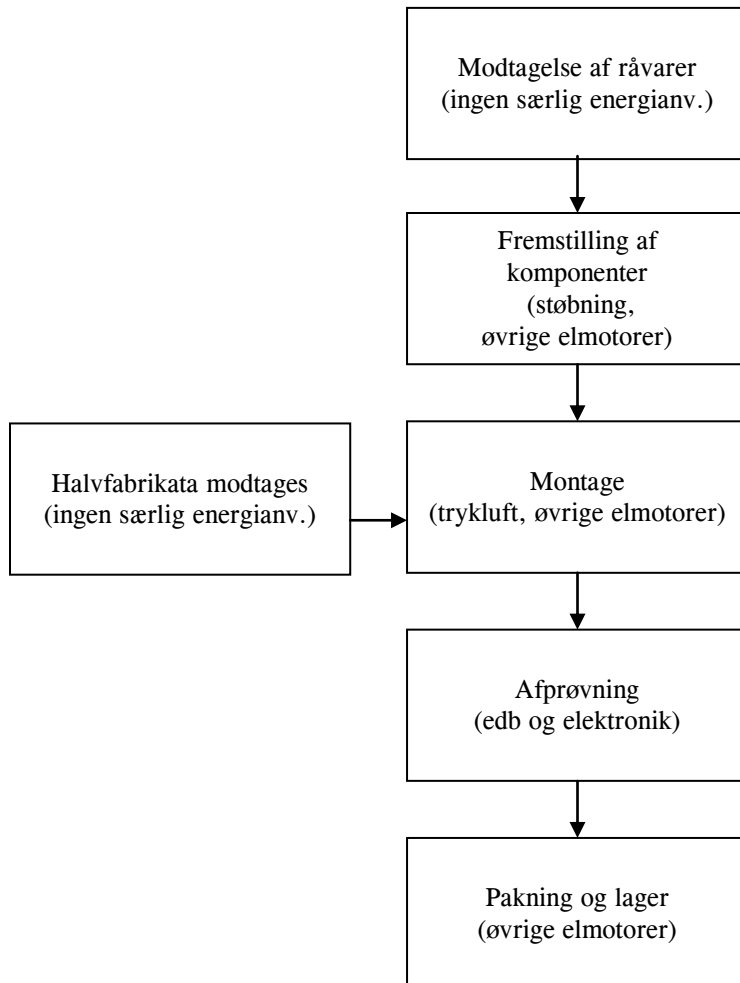 Modtagelse af råvarer
(ingen særlig energianv.)
Fremstilling af
komponenter
(støbning,
øvrige elmotorer)
Halvfabrikata modtages
(ingen særlig energianv.)
Montage
(trykluft, øvrige elmotorer)
Afprøvning
(edb og elektronik)
Pakning og lager
(øvrige elmotorer)